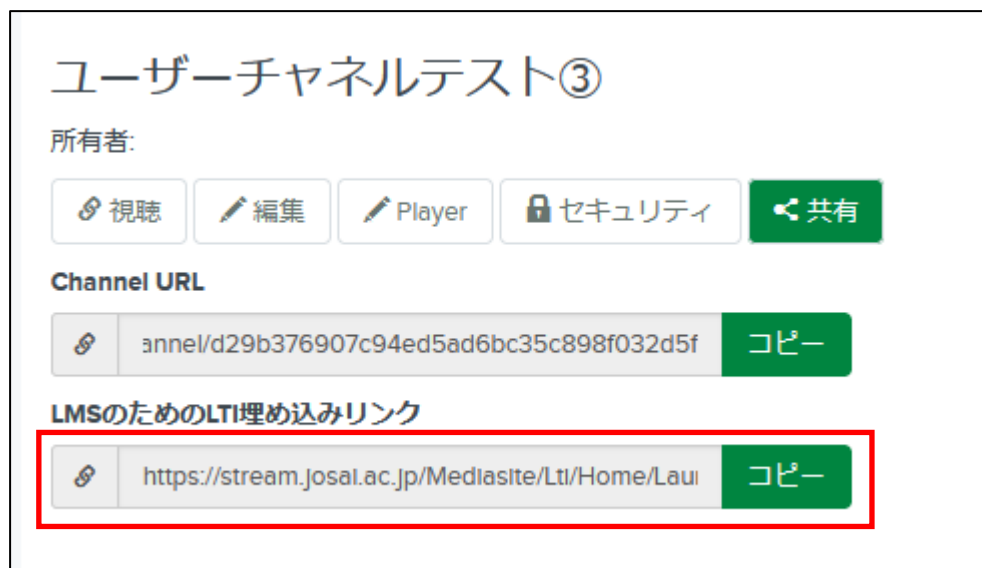 ユーザーチャネルテスト③
所有者:
視聴 編集 Player セキュリティ 共有
Channel URL
annel/d29b376907c94ed5ad6bc35c898f032d5f コピー
LMSのためのLTI埋め込みリンク
https://stream.josai.ac.jp/Mediasite/Lti/Home/Lau コピー